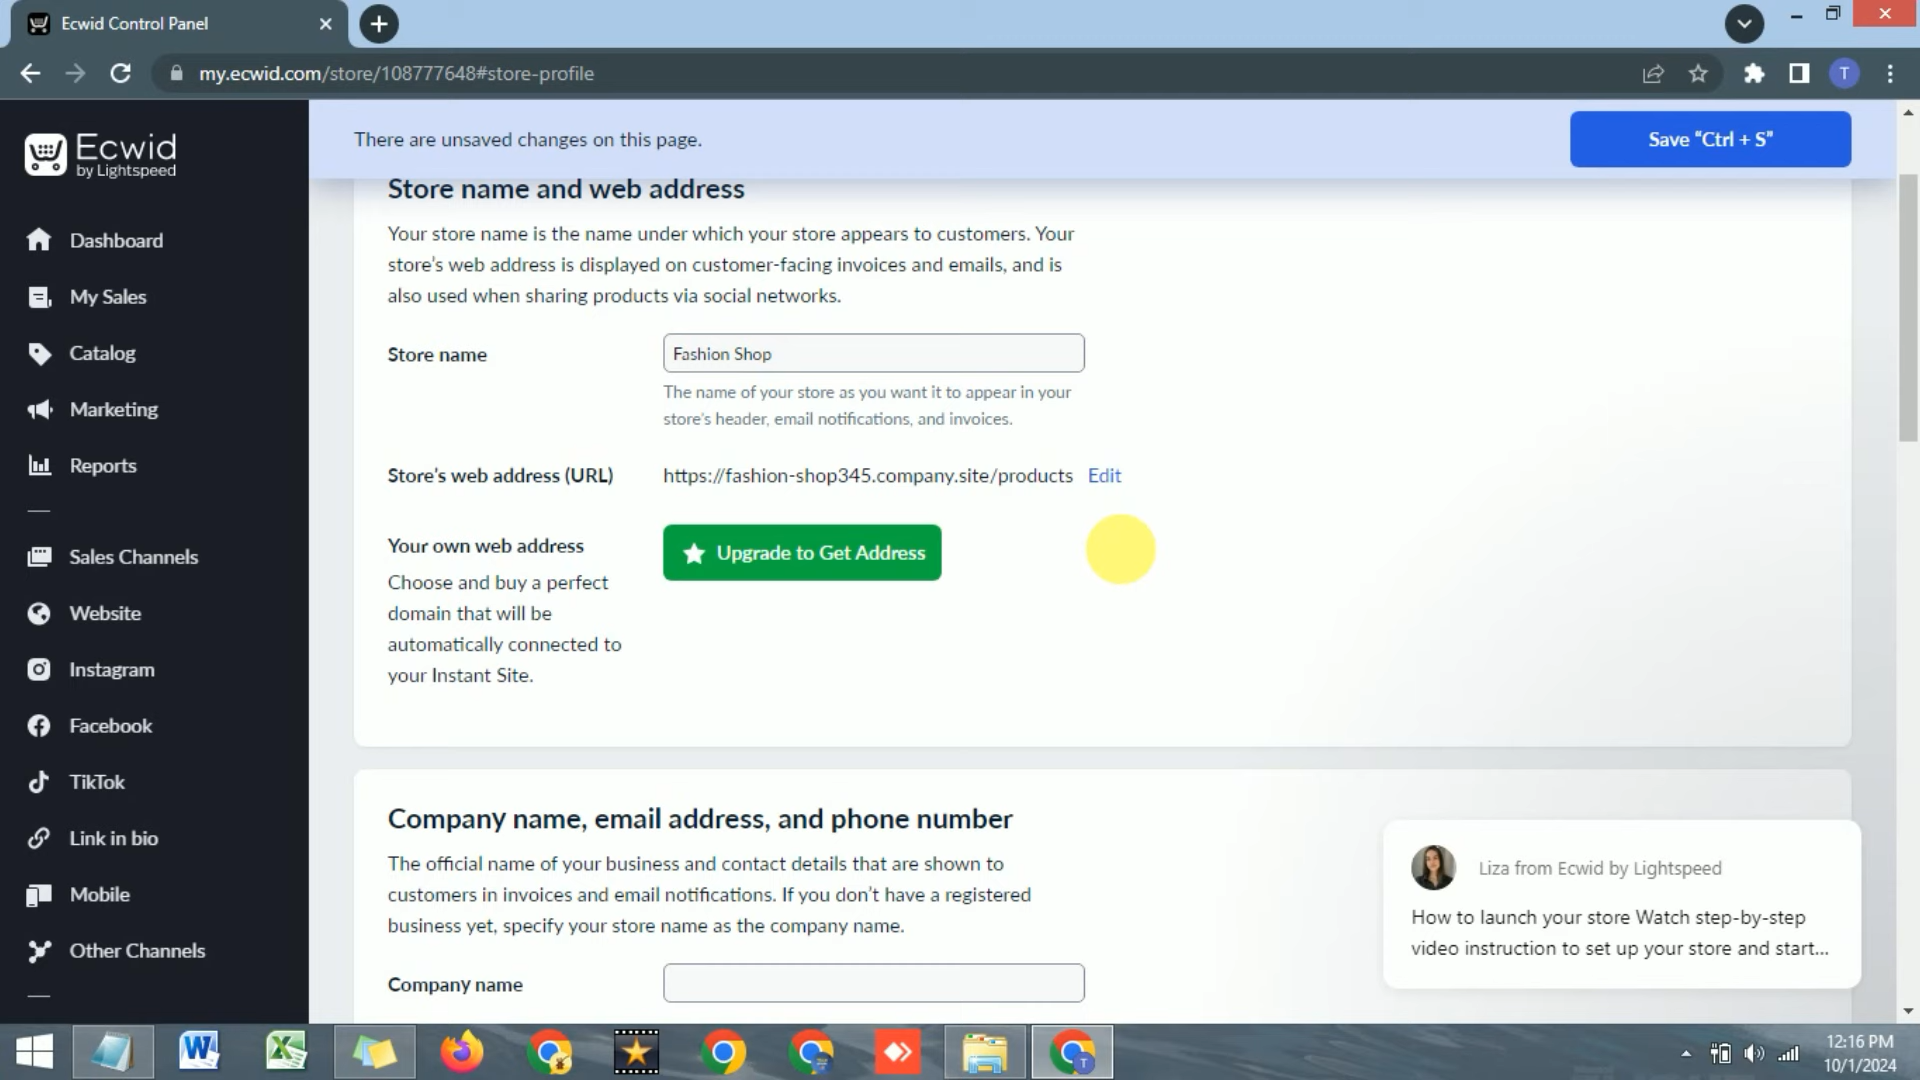 Ecwid Control Panel
my.ecwid.com/store/108777648#store-profile
T
Ecwid
by Lightspeed
Dashboard
My Sales
Catalog
Marketing
Reports
Sales Channels
Website
Instagram
Facebook
TikTok
Link in bio
Mobile
Other Channels
There are unsaved changes on this page.
Save “Ctrl + S”
Store name and web address
Your store name is the name under which your store appears to customers. Your
store’s web address is displayed on customer-facing invoices and emails, and is
also used when sharing products via social networks.
Store name
Fashion Shop
The name of your store as you want it to appear in your
store’s header, email notifications, and invoices.
Store’s web address (URL)
https://fashion-shop345.company.site/products Edit
Your own web address
Choose and buy a perfect
domain that will be
automatically connected to
your Instant Site.
Upgrade to Get Address
Company name, email address, and phone number
The official name of your business and contact details that are shown to
customers in invoices and email notifications. If you don’t have a registered
business yet, specify your store name as the company name.
Company name
Liza from Ecwid by Lightspeed
How to launch your store Watch step-by-step
video instruction to set up your store and start...
W
X
T
12:16 PM
10/1/2024